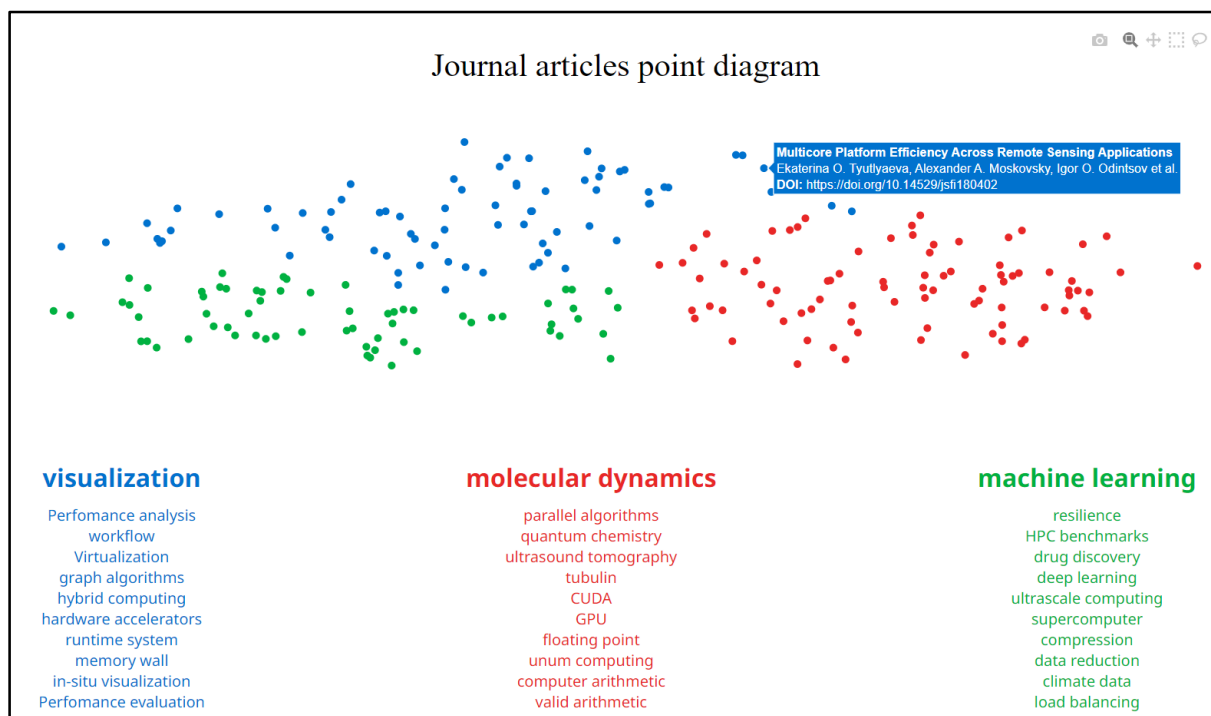 Journal articles point diagram
Multicore Platform Efficiency Across Remote Sensing Applications
Ekaterina O. Tyutlyaeva, Alexander A. Moskovsky, Igor O. Odintsov et al.
DOI: https://doi.org/10.14529/jsfi180402
visualization
Perfomance analysis
workflow
Virtualization
graph algorithms
hybrid computing
hardware accelerators
runtime system
memory wall
in-situ visualization
Perfomance evaluation
molecular dynamics
parallel algorithms
quantum chemistry
ultrasound tomography
tubulin
CUDA
GPU
floating point
unum computing
computer arithmetic
valid arithmetic
machine learning
resilience
HPC benchmarks
drug discovery
deep learning
ultrascale computing
supercomputer
compression
data reduction
climate data
load balancing